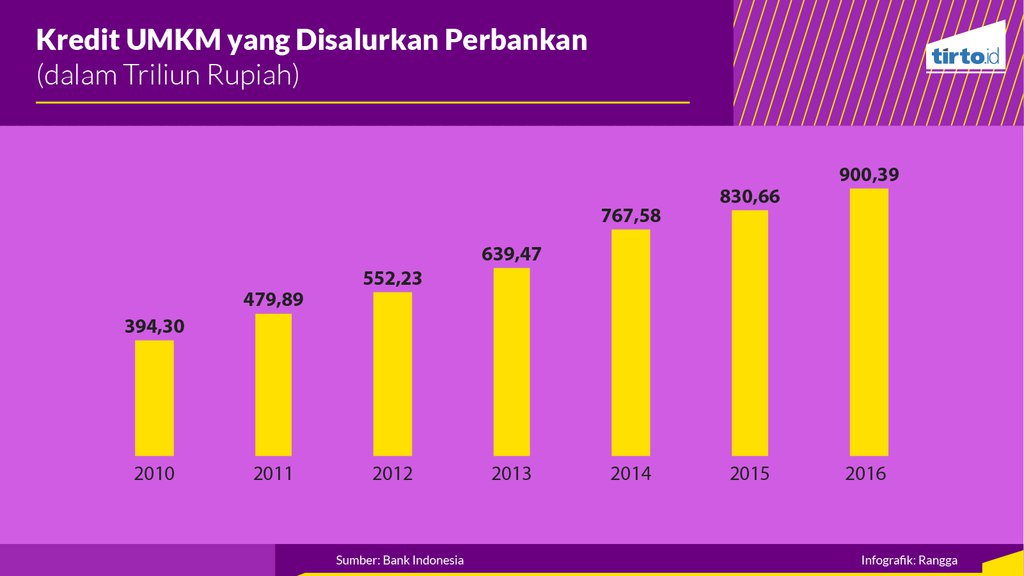 Kredit UMKM yang Disalurkan Perbankan
(dalam Triliun Rupiah)
tirto.id
394,30
479,89
552,23
639,47
767,58
830,66
900,39
2010
2011
2012
2013
2014
2015
2016
Sumber: Bank Indonesia
Infografik: Rangga